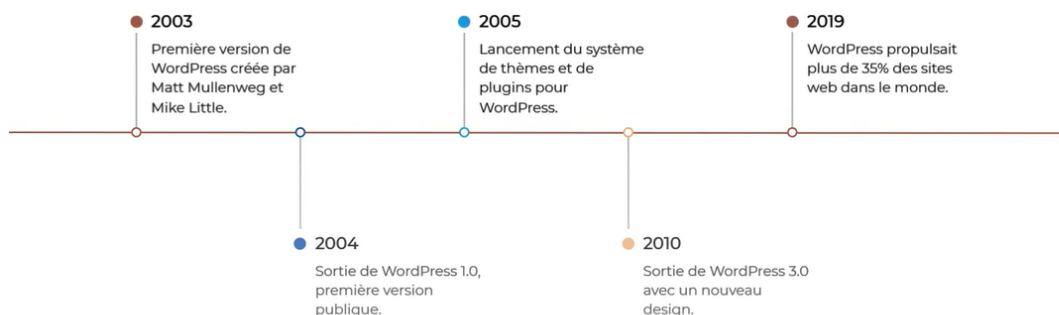 2003
Première version de
WordPress créée par
Matt Mullenweg et
Mike Little.
2004
Sortie de WordPress 1.0,
première version
publique.
2005
Lancement du système
de thèmes et de
plugins pour
WordPress.
2010
Sortie de WordPress 3.0
avec un nouveau
design.
2019
WordPress propulsait
plus de 35% des sites
web dans le monde.